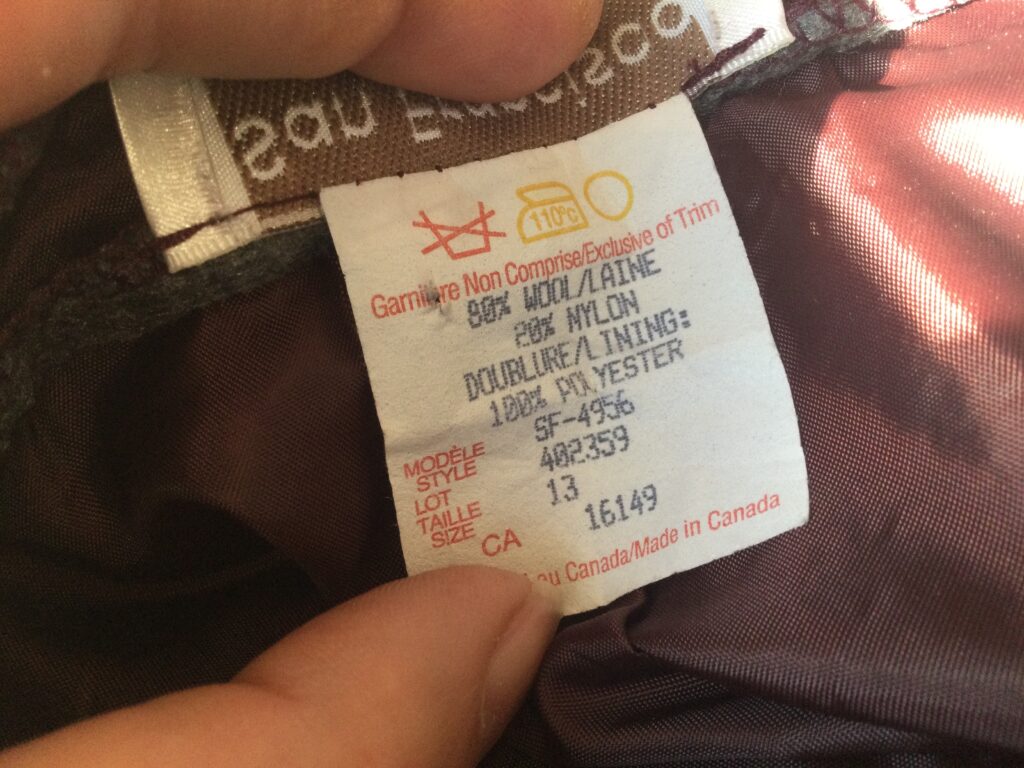 San Francisco
110°C
Garniture Non Comprise/Exclusive of Trim
80% WOOL/LAINE
20% NYLON
DOUBLURE/LINING:
100% POLYESTER
SF-4956
MODÈLE
STYLE 402359
LOT
TAILLE 13
SIZE
CA 16149
au Canada/Made in Canada